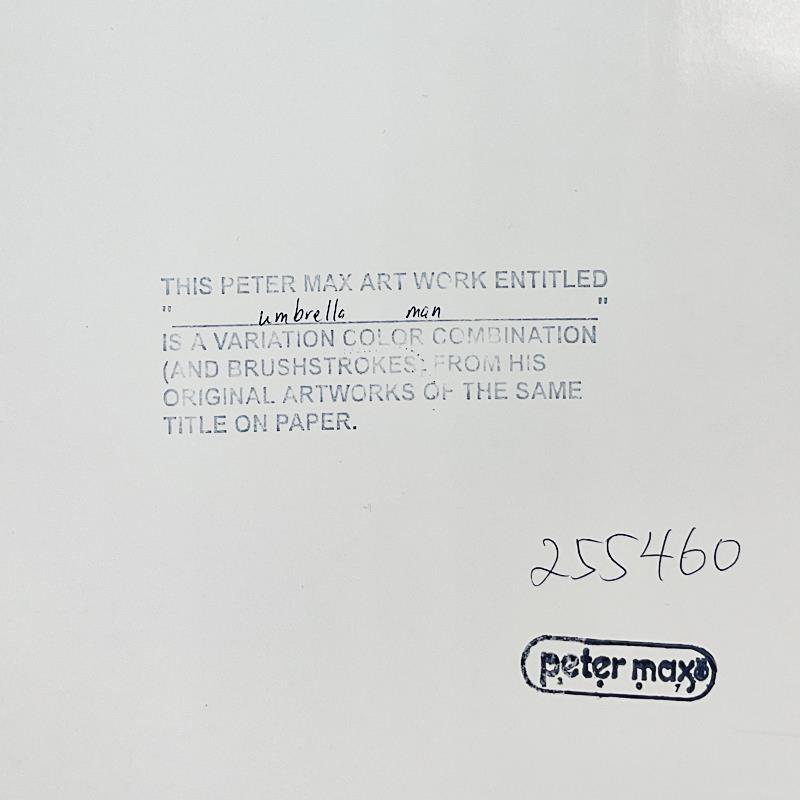 THIS PETER MAX ART WORK ENTITLED
" umbrella man "
IS A VARIATION COLOR COMBINATION
(AND BRUSHSTROKES) FROM HIS
ORIGINAL ARTWORKS OF THE SAME
TITLE ON PAPER.
255460
peter max